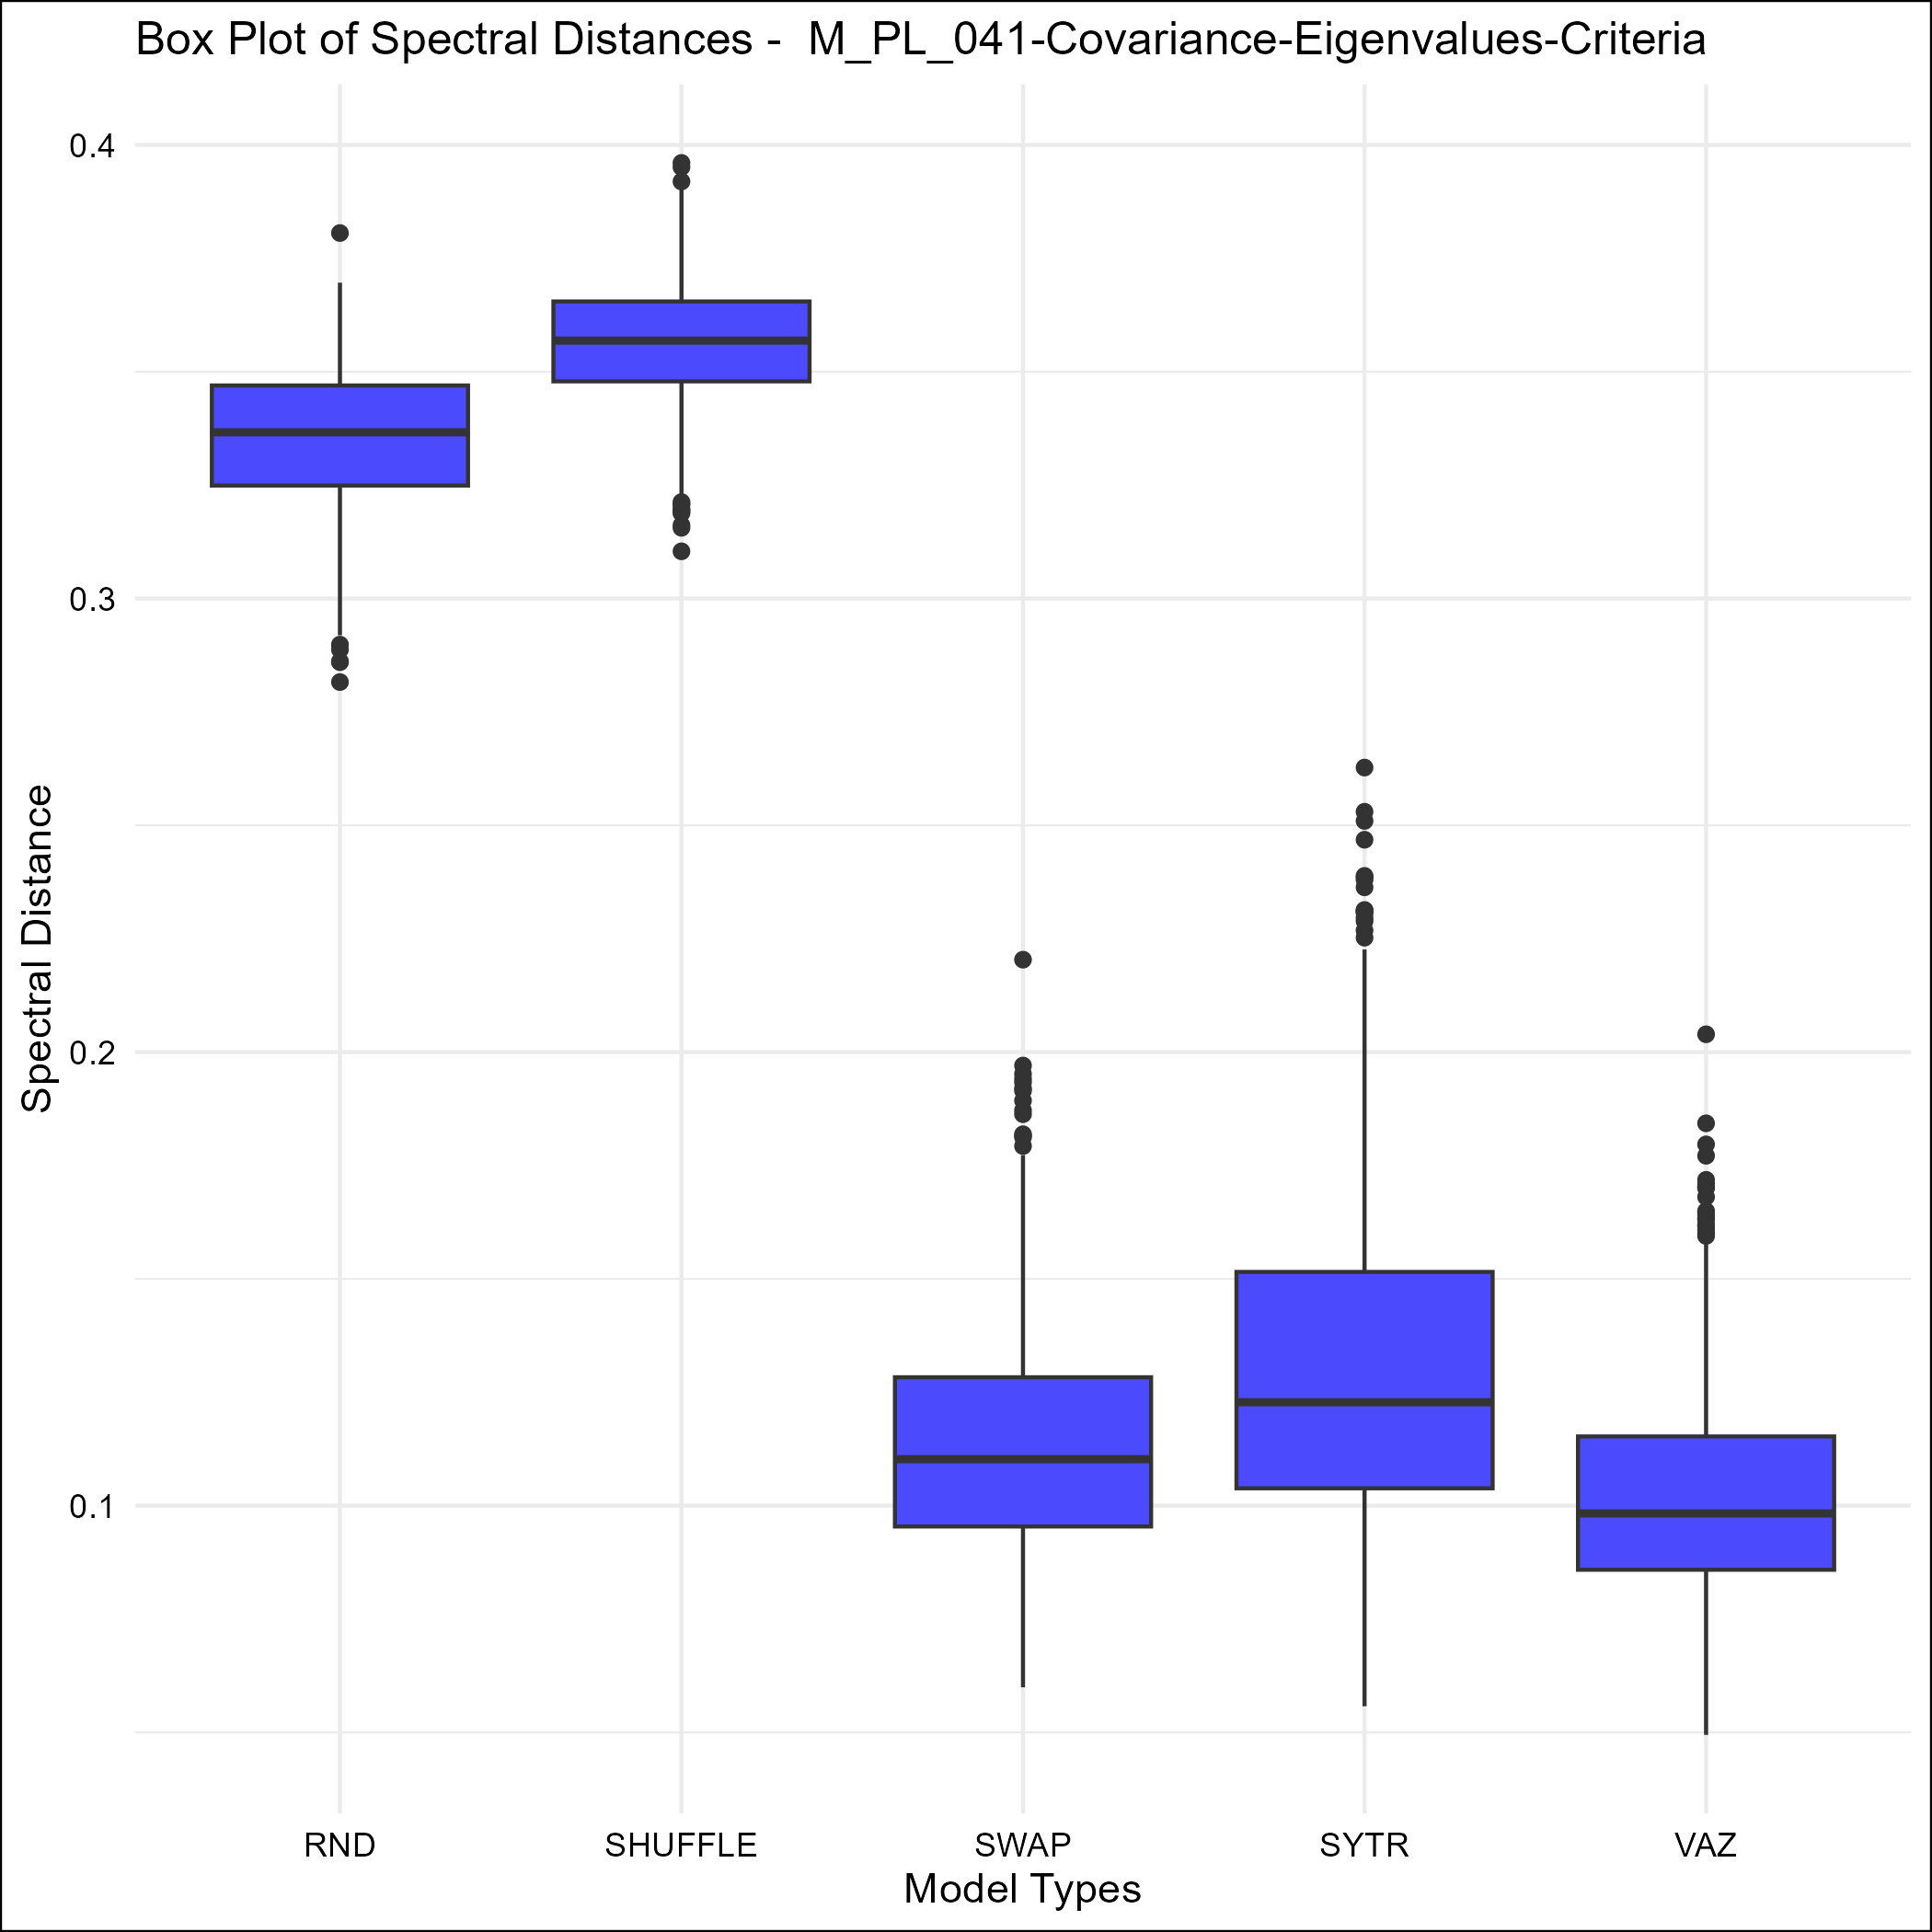 Box Plot of Spectral Distances -  M_PL_041-Covariance-Eigenvalues-Criteria
0.4
0.3
0.2
0.1
Spectral Distance
RND SHUFFLE SWAP SYTR VAZ
Model Types